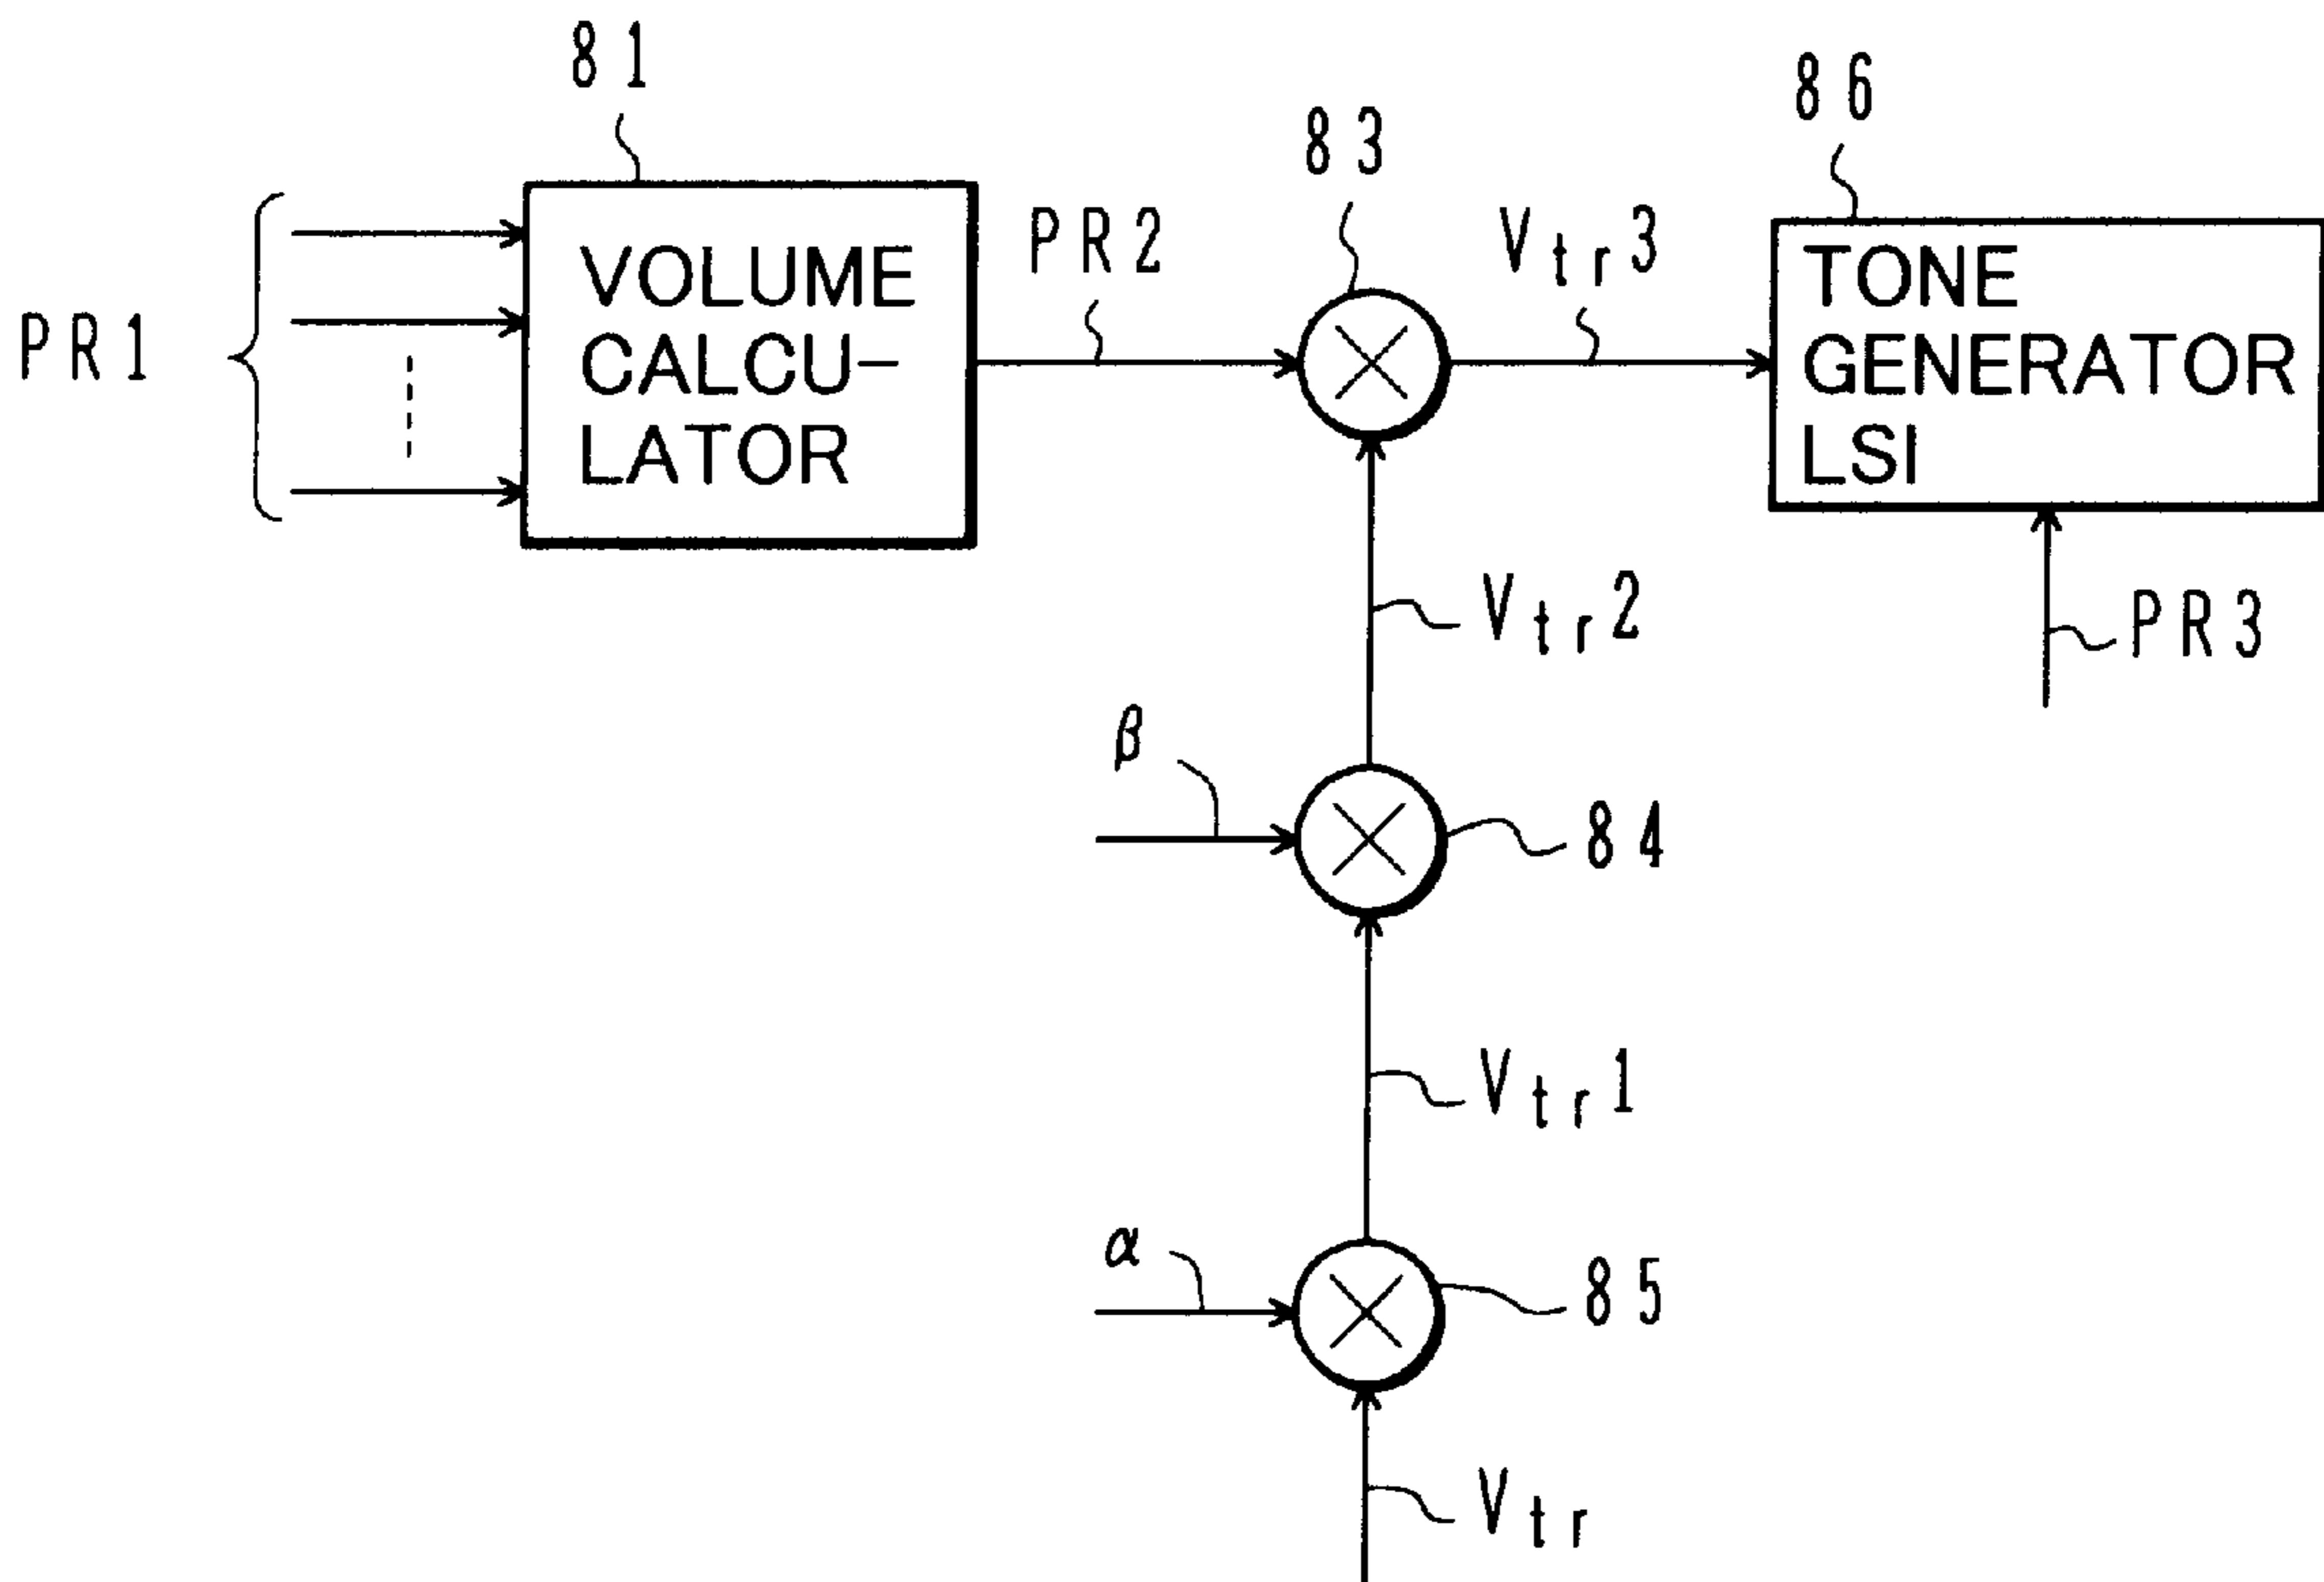 81
86
83
PR1
VOLUME
CALCU-
LATOR
PR2
Vtr3
TONE
GENERATOR
LSI
Vtr2
PR3
β
84
Vtr1
α
85
Vtr